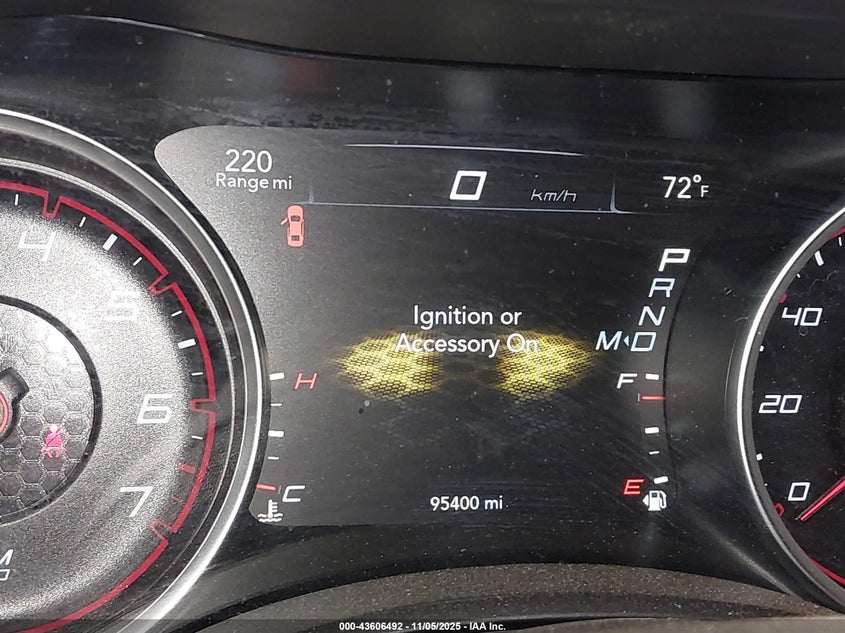 220
Range mi
0 km/h
72°F
P
R
N
M◂D
Ignition or
Accessory On
H
F
C
E
95400 mi
4
5
6
7
40
20
0
000-43606492 - 11/05/2025 - IAA Inc.